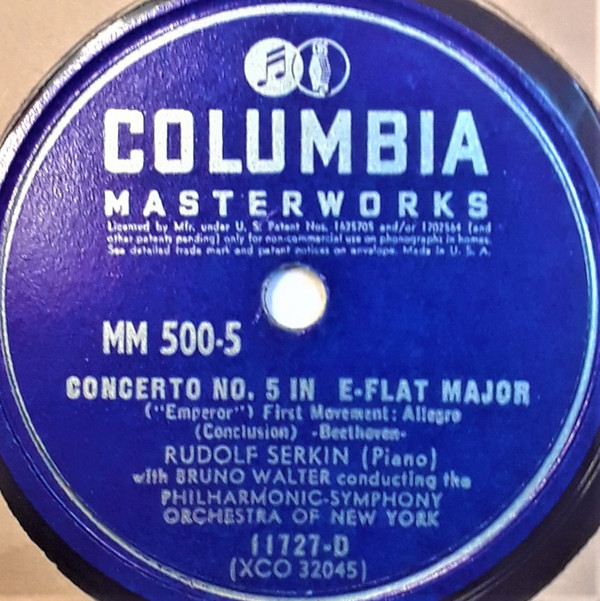 COLUMBIA
MASTERWORKS
Licensed by Mfr. under U. S. Patent Nos. 1625705 and/or 1702564 (and
other patents pending) only for non-commercial use on phonographs in homes.
See detailed trade mark and patent notices on envelope. Made in U. S. A.
MM 500-5
CONCERTO NO. 5 IN E-FLAT MAJOR
("Emperor") First Movement: Allegro
(Conclusion) -Beethoven-
RUDOLF SERKIN (Piano)
with BRUNO WALTER conducting the
PHILHARMONIC-SYMPHONY
ORCHESTRA OF NEW YORK
11727-D
(XCO 32045)